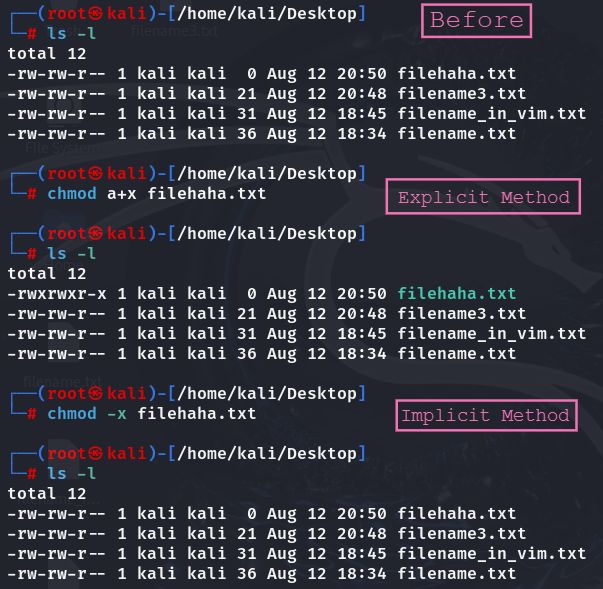 ┌──(root㉿kali)-[/home/kali/Desktop]
Before
└─# ls -l
total 12
-rw-rw-r-- 1 kali kali  0 Aug 12 20:50 filehaha.txt
-rw-rw-r-- 1 kali kali 21 Aug 12 20:48 filename3.txt
-rw-rw-r-- 1 kali kali 31 Aug 12 18:45 filename_in_vim.txt
-rw-rw-r-- 1 kali kali 36 Aug 12 18:34 filename.txt
┌──(root㉿kali)-[/home/kali/Desktop]
└─# chmod a+x filehaha.txt
Explicit Method
┌──(root㉿kali)-[/home/kali/Desktop]
└─# ls -l
total 12
-rwxrwxr-x 1 kali kali  0 Aug 12 20:50 filehaha.txt
-rw-rw-r-- 1 kali kali 21 Aug 12 20:48 filename3.txt
-rw-rw-r-- 1 kali kali 31 Aug 12 18:45 filename_in_vim.txt
-rw-rw-r-- 1 kali kali 36 Aug 12 18:34 filename.txt
┌──(root㉿kali)-[/home/kali/Desktop]
└─# chmod -x filehaha.txt
Implicit Method
┌──(root㉿kali)-[/home/kali/Desktop]
└─# ls -l
total 12
-rw-rw-r-- 1 kali kali  0 Aug 12 20:50 filehaha.txt
-rw-rw-r-- 1 kali kali 21 Aug 12 20:48 filename3.txt
-rw-rw-r-- 1 kali kali 31 Aug 12 18:45 filename_in_vim.txt
-rw-rw-r-- 1 kali kali 36 Aug 12 18:34 filename.txt
filename3.txt
File System
filename.txt